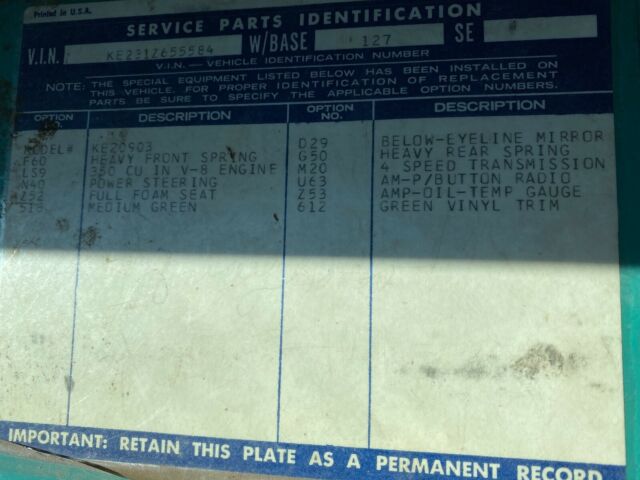 Printed in U.S.A.
SERVICE PARTS IDENTIFICATION
V.I.N. KE231Z655584 W/BASE 127 SE
V.I.N. — VEHICLE IDENTIFICATION NUMBER
NOTE: THE SPECIAL EQUIPMENT LISTED BELOW HAS BEEN INSTALLED ON
THIS VEHICLE. FOR PROPER IDENTIFICATION OF REPLACEMENT
PARTS BE SURE TO SPECIFY THE APPLICABLE OPTION NUMBERS.
OPTION NO. DESCRIPTION OPTION NO. DESCRIPTION
MODEL# KE20903 D29 BELOW-EYELINE MIRROR
F60 HEAVY FRONT SPRING G50 HEAVY REAR SPRING
LS9 350 CU IN V-8 ENGINE M20 4 SPEED TRANSMISSION
N40 POWER STEERING U63 AM-P/BUTTON RADIO
Z52 FULL FOAM SEAT Z53 AMP-OIL-TEMP GAUGE
518 MEDIUM GREEN 612 GREEN VINYL TRIM
IMPORTANT: RETAIN THIS PLATE AS A PERMANENT RECORD